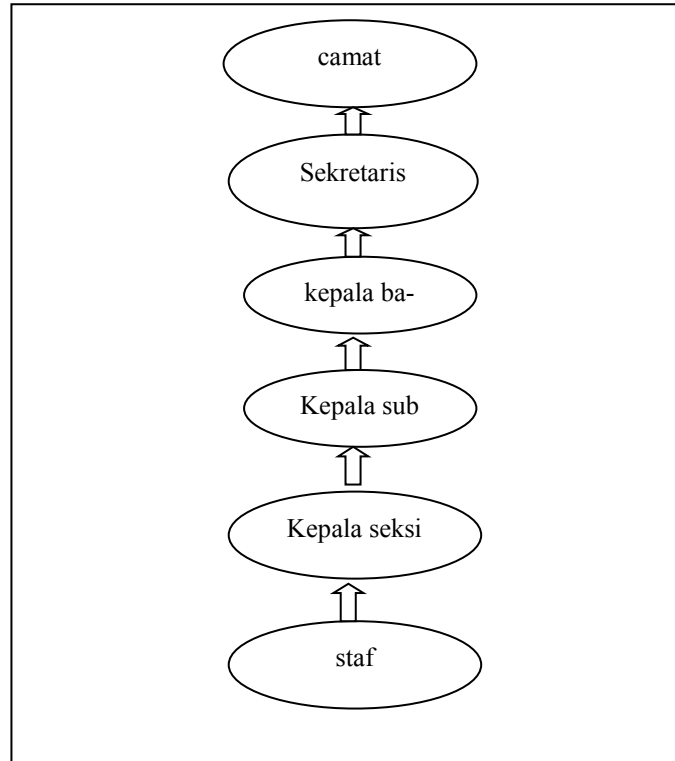 camat
Sekretaris
kepala ba-
Kepala sub
Kepala seksi
staf